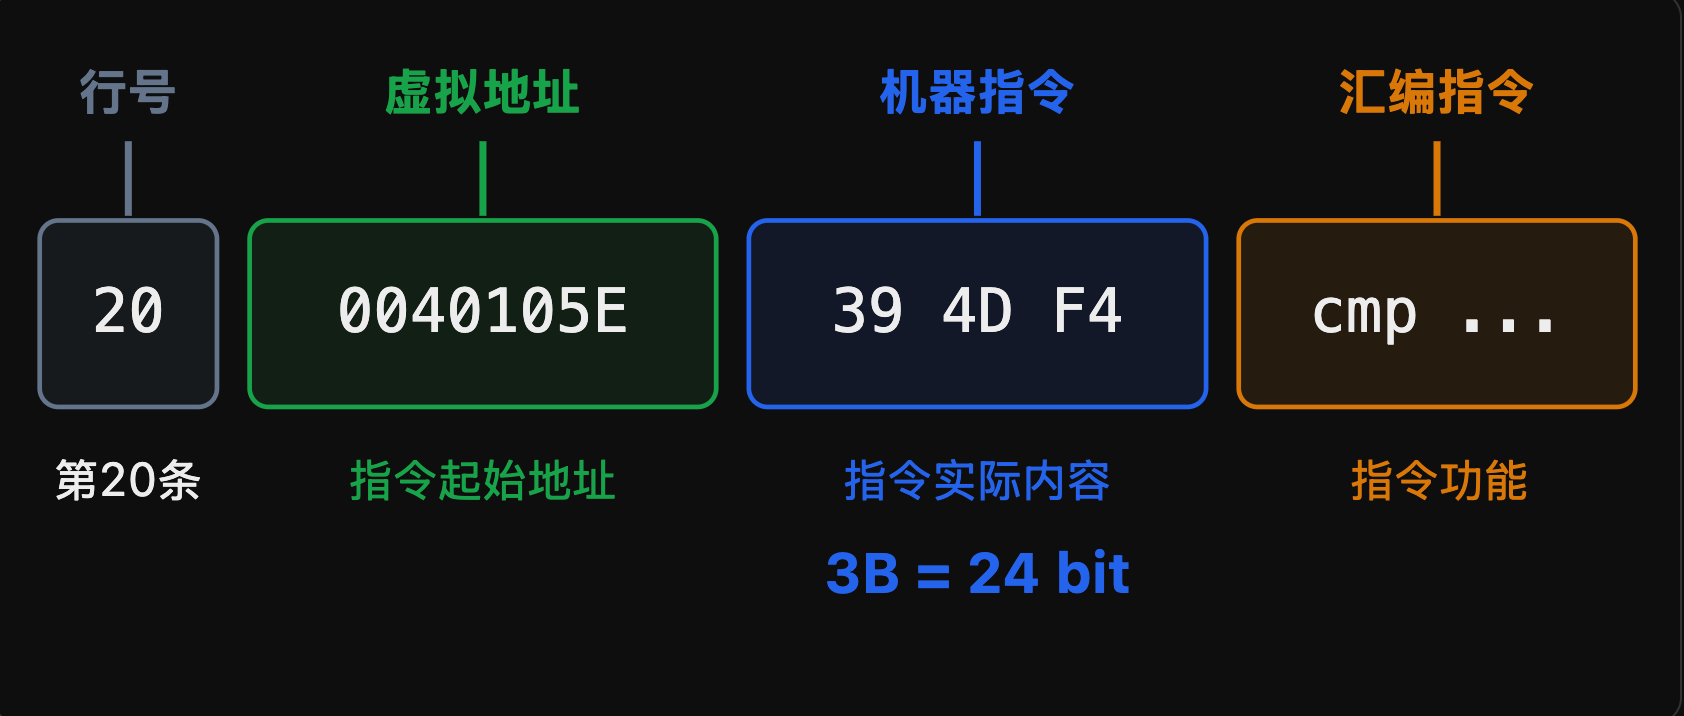 行号 虚拟地址 机器指令 汇编指令
20 0040105E 39 4D F4 cmp ...
第20条 指令起始地址 指令实际内容 指令功能
3B = 24 bit